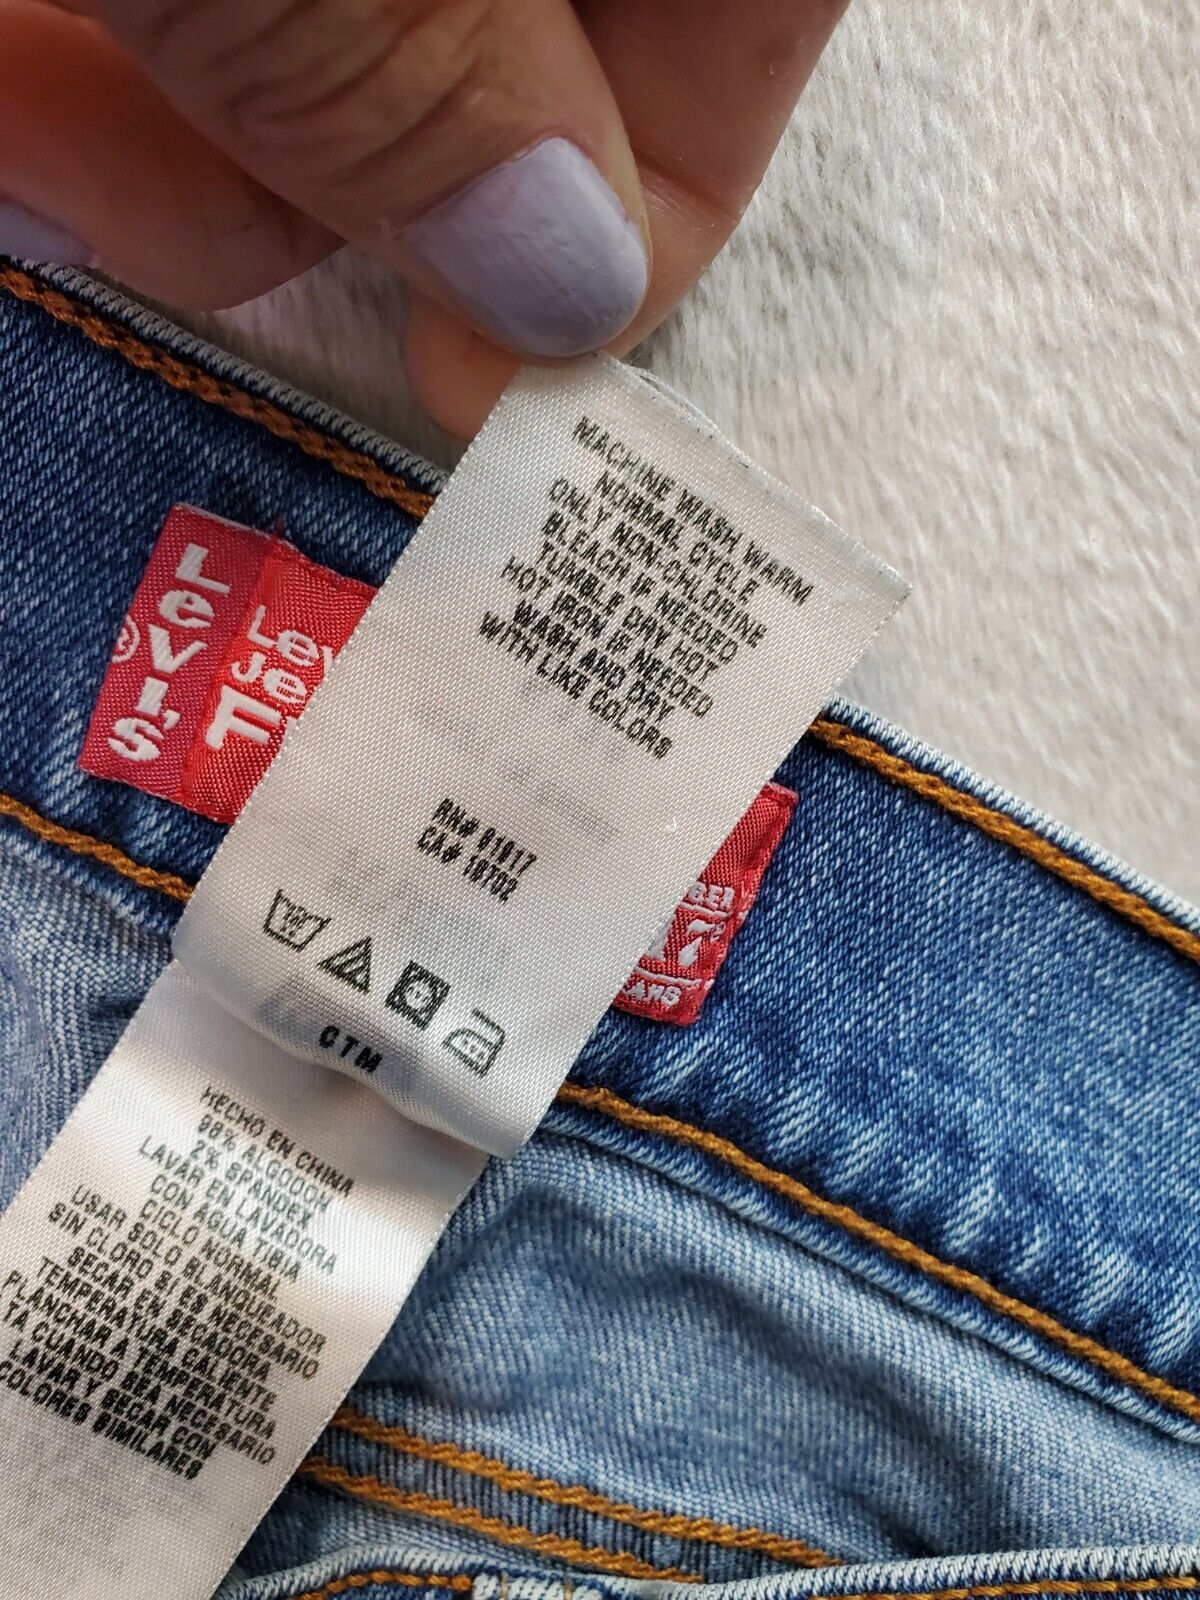 MACHINE WASH WARM
NORMAL CYCLE
ONLY NON-CHLORINE
BLEACH IF NEEDED
TUMBLE DRY HOT
HOT IRON IF NEEDED
WASH AND DRY
WITH LIKE COLORS
RN# 01817
CA# 18702
CTM
HECHO EN CHINA
98% ALGODON
2% SPANDEX
LAVAR EN LAVADORA
CON AGUA TIBIA
CICLO NORMAL
USAR SOLO BLANQUEADOR
SIN CLORO SI ES NECESARIO
SECAR EN SECADORA
TEMPERATURA CALIENTE
PLANCHAR A TEMPERATURA
TA CUANDO SEA NECESARIO
LAVAR Y SECAR CON
COLORES SIMILARES
Levi's
®
F